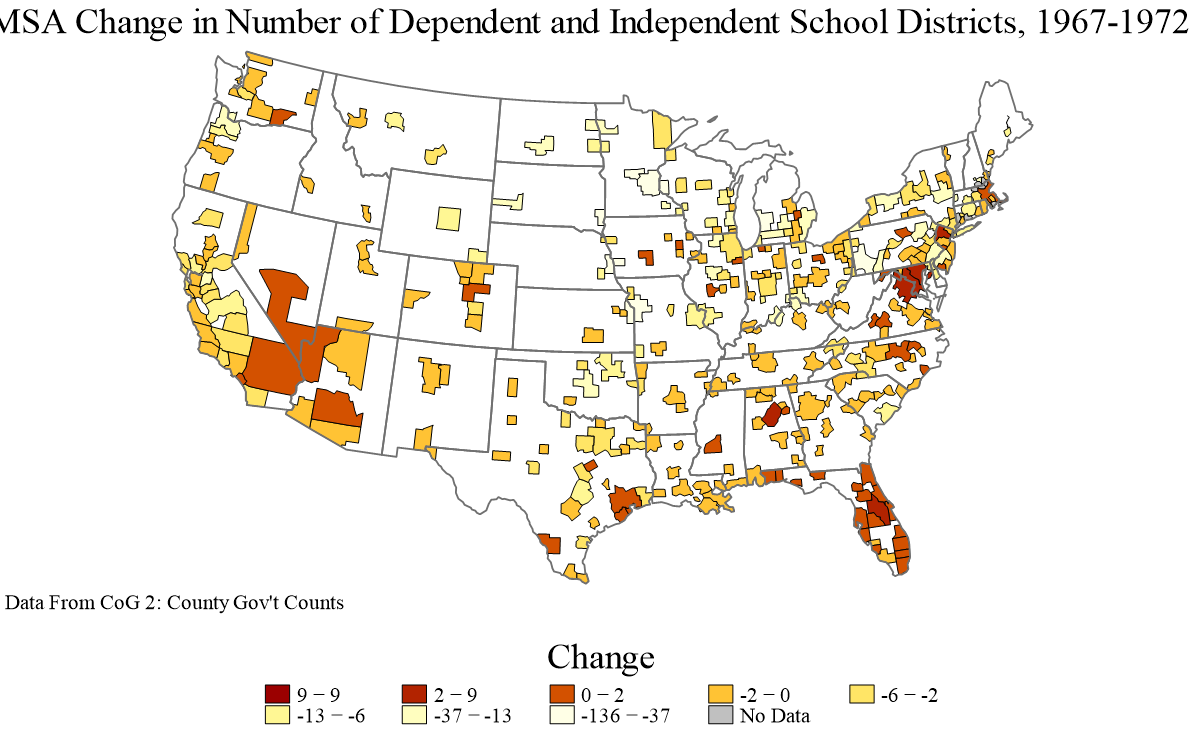 MSA Change in Number of Dependent and Independent School Districts, 1967-1972
Data From CoG 2: County Gov't Counts
Change
9 − 9 2 − 9 0 − 2 -2 − 0 -6 − -2
-13 − -6 -37 − -13 -136 − -37 No Data